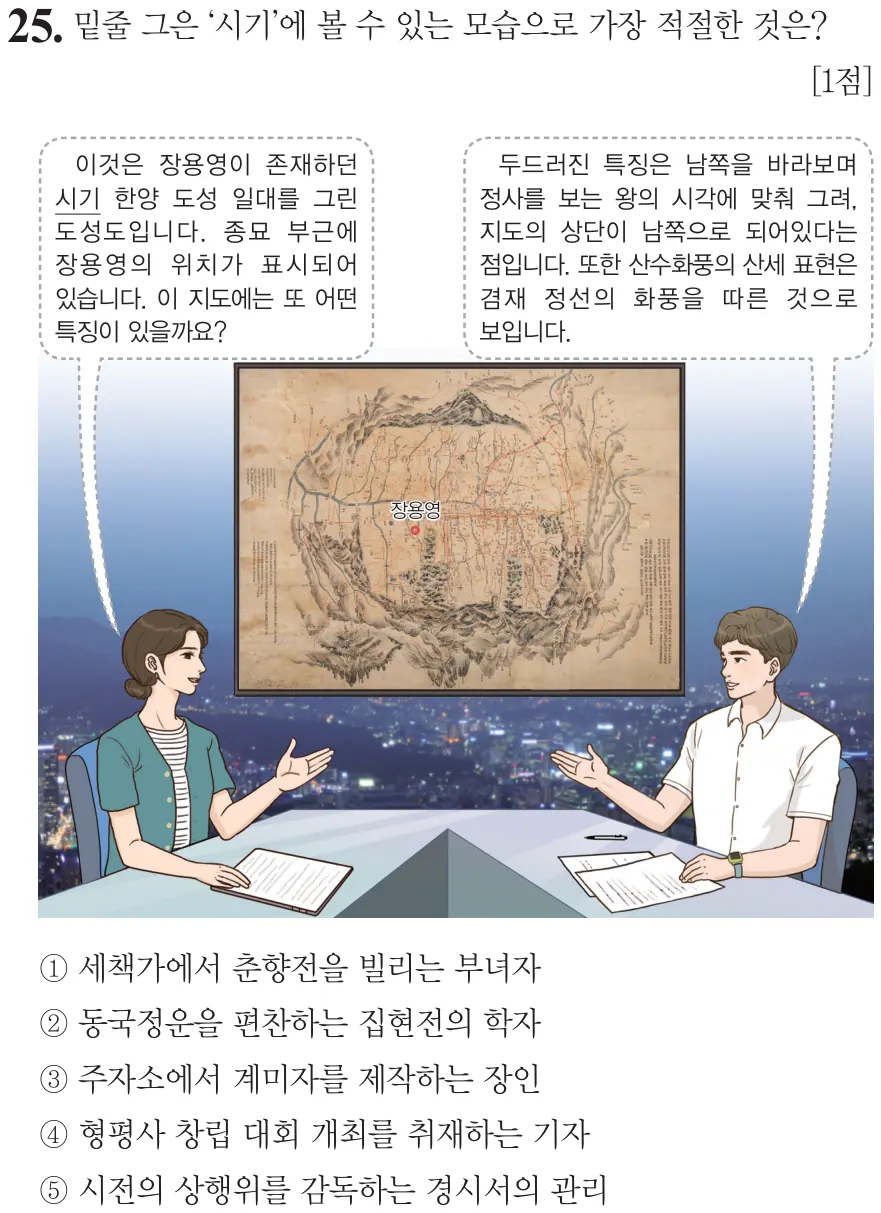 25. 밑줄 그은 ‘시기’에 볼 수 있는 모습으로 가장 적절한 것은?
[1점]
이것은 장용영이 존재하던
시기 한양 도성 일대를 그린
도성도입니다. 종묘 부근에
장용영의 위치가 표시되어
있습니다. 이 지도에는 또 어떤
특징이 있을까요?
두드러진 특징은 남쪽을 바라보며
정사를 보는 왕의 시각에 맞춰 그려,
지도의 상단이 남쪽으로 되어있다는
점입니다. 또한 산수화풍의 산세 표현은
겸재 정선의 화풍을 따른 것으로
보입니다.
장용영
① 세책가에서 춘향전을 빌리는 부녀자
② 동국정운을 편찬하는 집현전의 학자
③ 주자소에서 계미자를 제작하는 장인
④ 형평사 창립 대회 개최를 취재하는 기자
⑤ 시전의 상행위를 감독하는 경시서의 관리